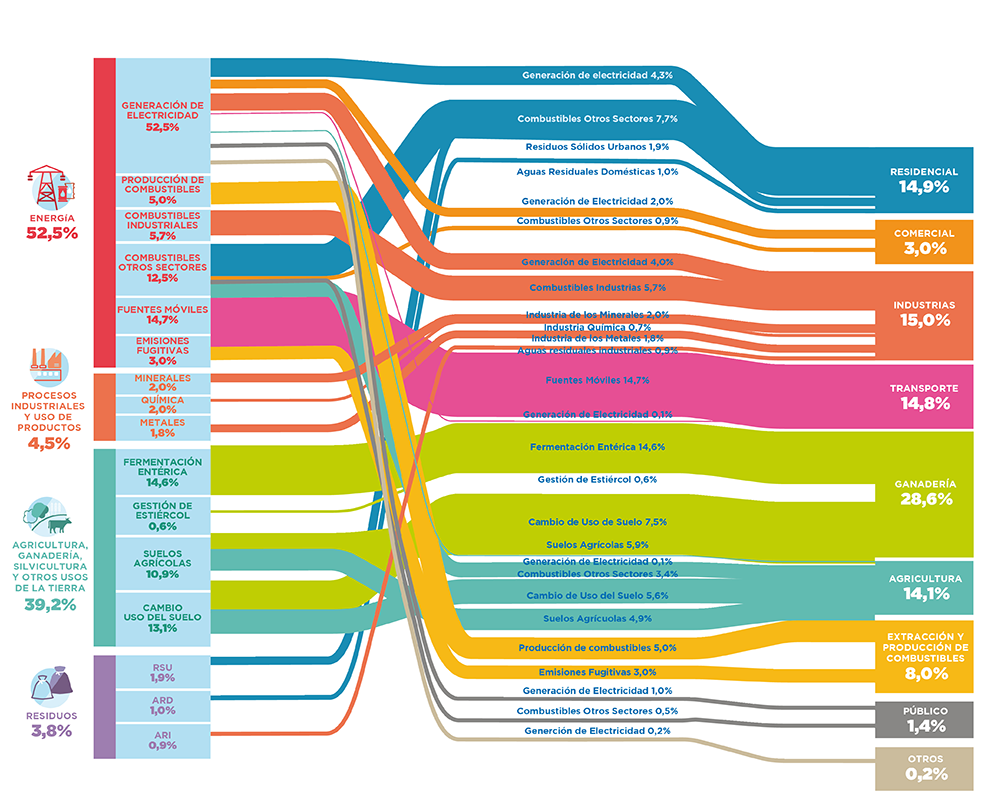 ENERGÍA
52,5%
PROCESOS
INDUSTRIALES
Y USO DE
PRODUCTOS
4,5%
AGRICULTURA,
GANADERÍA,
SILVICULTURA
Y OTROS USOS
DE LA TIERRA
39,2%
RESIDUOS
3,8%
GENERACIÓN DE
ELECTRICIDAD
52,5%
PRODUCCIÓN DE
COMBUSTIBLES
5,0%
COMBUSTIBLES
INDUSTRIALES
5,7%
COMBUSTIBLES
OTROS SECTORES
12,5%
FUENTES MÓVILES
14,7%
EMISIONES
FUGITIVAS
3,0%
MINERALES
2,0%
QUÍMICA
2,0%
METALES
1,8%
FERMENTACIÓN
ENTÉRICA
14,6%
GESTIÓN DE
ESTIÉRCOL
0,6%
SUELOS
AGRÍCOLAS
10,9%
CAMBIO
USO DEL SUELO
13,1%
RSU
1,9%
ARD
1,0%
ARI
0,9%
Generación de electricidad 4,3%
Combustibles Otros Sectores 7,7%
Residuos Sólidos Urbanos 1,9%
Aguas Residuales Domésticas 1,0%
Generación de Electricidad 2,0%
Combustibles Otros Sectores 0,9%
Generación de Electricidad 4,0%
Combustibles Industrias 5,7%
Industria de los Minerales 2,0%
Industria Química 0,7%
Industria de los Metales 1,8%
Aguas residuales industriales 0,9%
Fuentes Móviles 14,7%
Generación de Electricidad 0,1%
Fermentación Entérica 14,6%
Gestión de Estiércol 0,6%
Cambio de Uso de Suelo 7,5%
Suelos Agrícolas 5,9%
Generación de Electricidad 0,1%
Combustibles Otros Sectores 3,4%
Cambio de Uso del Suelo 5,6%
Suelos Agrícuolas 4,9%
Producción de combustibles 5,0%
Emisiones Fugitivas 3,0%
Generación de Electricidad 1,0%
Combustibles Otros Sectores 0,5%
Generción de Electricidad 0,2%
RESIDENCIAL
14,9%
COMERCIAL
3,0%
INDUSTRIAS
15,0%
TRANSPORTE
14,8%
GANADERÍA
28,6%
AGRICULTURA
14,1%
EXTRACCIÓN Y
PRODUCCIÓN DE
COMBUSTIBLES
8,0%
PÚBLICO
1,4%
OTROS
0,2%